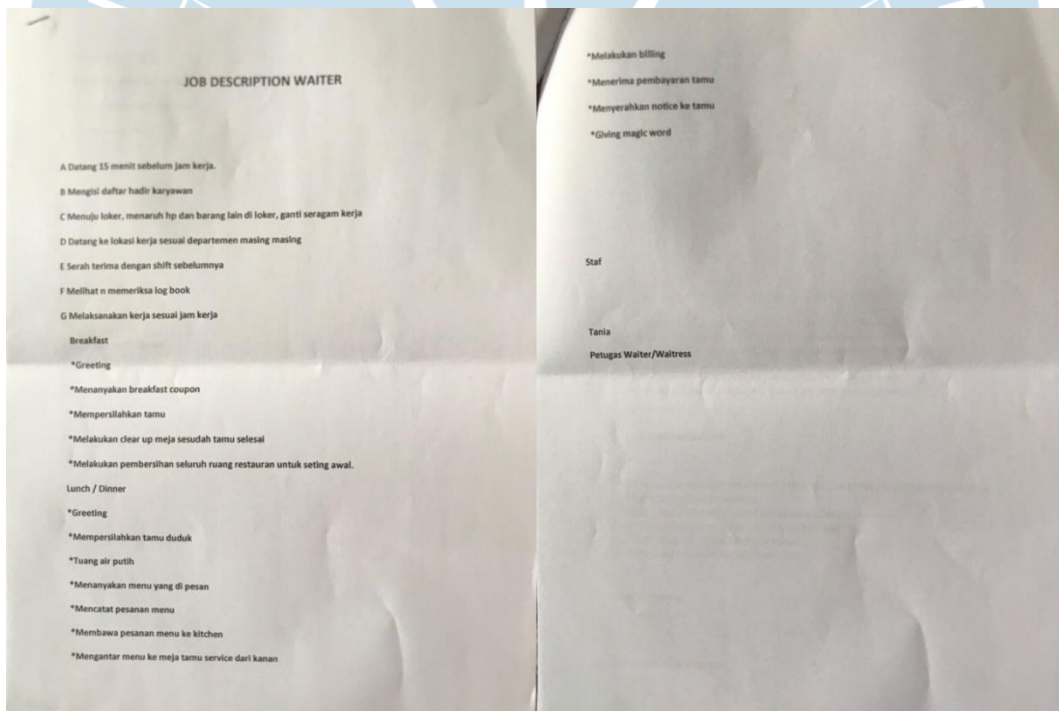 JOB DESCRIPTION WAITER
A Datang 15 menit sebelum jam kerja.
B Mengisi daftar hadir karyawan
C Menuju loker, menaruh hp dan barang lain di loker, ganti seragam kerja
D Datang ke lokasi kerja sesuai departemen masing masing
E Serah terima dengan shift sebelumnya
F Melihat n memeriksa log book
G Melaksanakan kerja sesuai jam kerja
Breakfast
*Greeting
*Menanyakan breakfast coupon
*Mempersilahkan tamu
*Melakukan clear up meja sesudah tamu selesai
*Melakukan pembersihan seluruh ruang restauran untuk seting awal.
Lunch / Dinner
*Greeting
*Mempersilahkan tamu duduk
*Tuang air putih
*Menanyakan menu yang di pesan
*Mencatat pesanan menu
*Membawa pesanan menu ke kitchen
*Mengantar menu ke meja tamu service dari kanan
*Melakukan billing
*Menerima pembayaran tamu
*Menyerahkan notice ke tamu
*Giving magic word
Staf
Tania
Petugas Waiter/Waitress